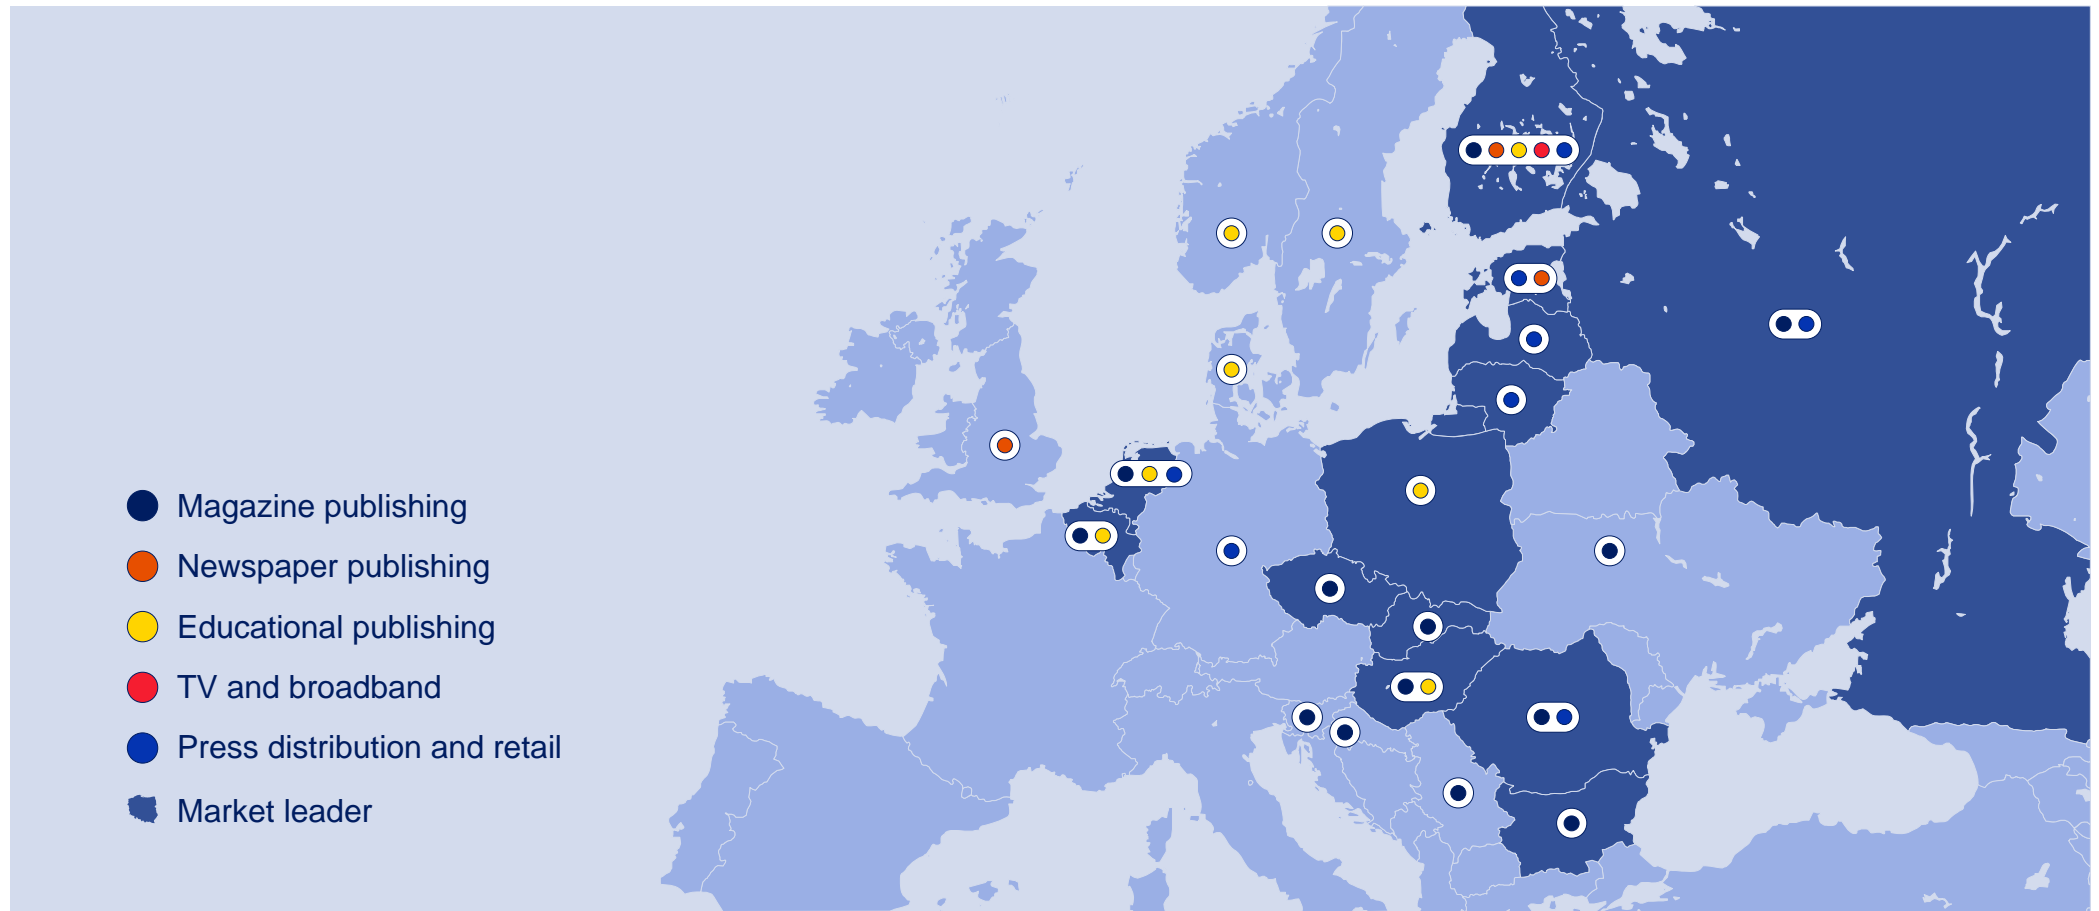 Magazine publishing
Newspaper publishing
Educational publishing
TV and broadband
Press distribution and retail
Market leader